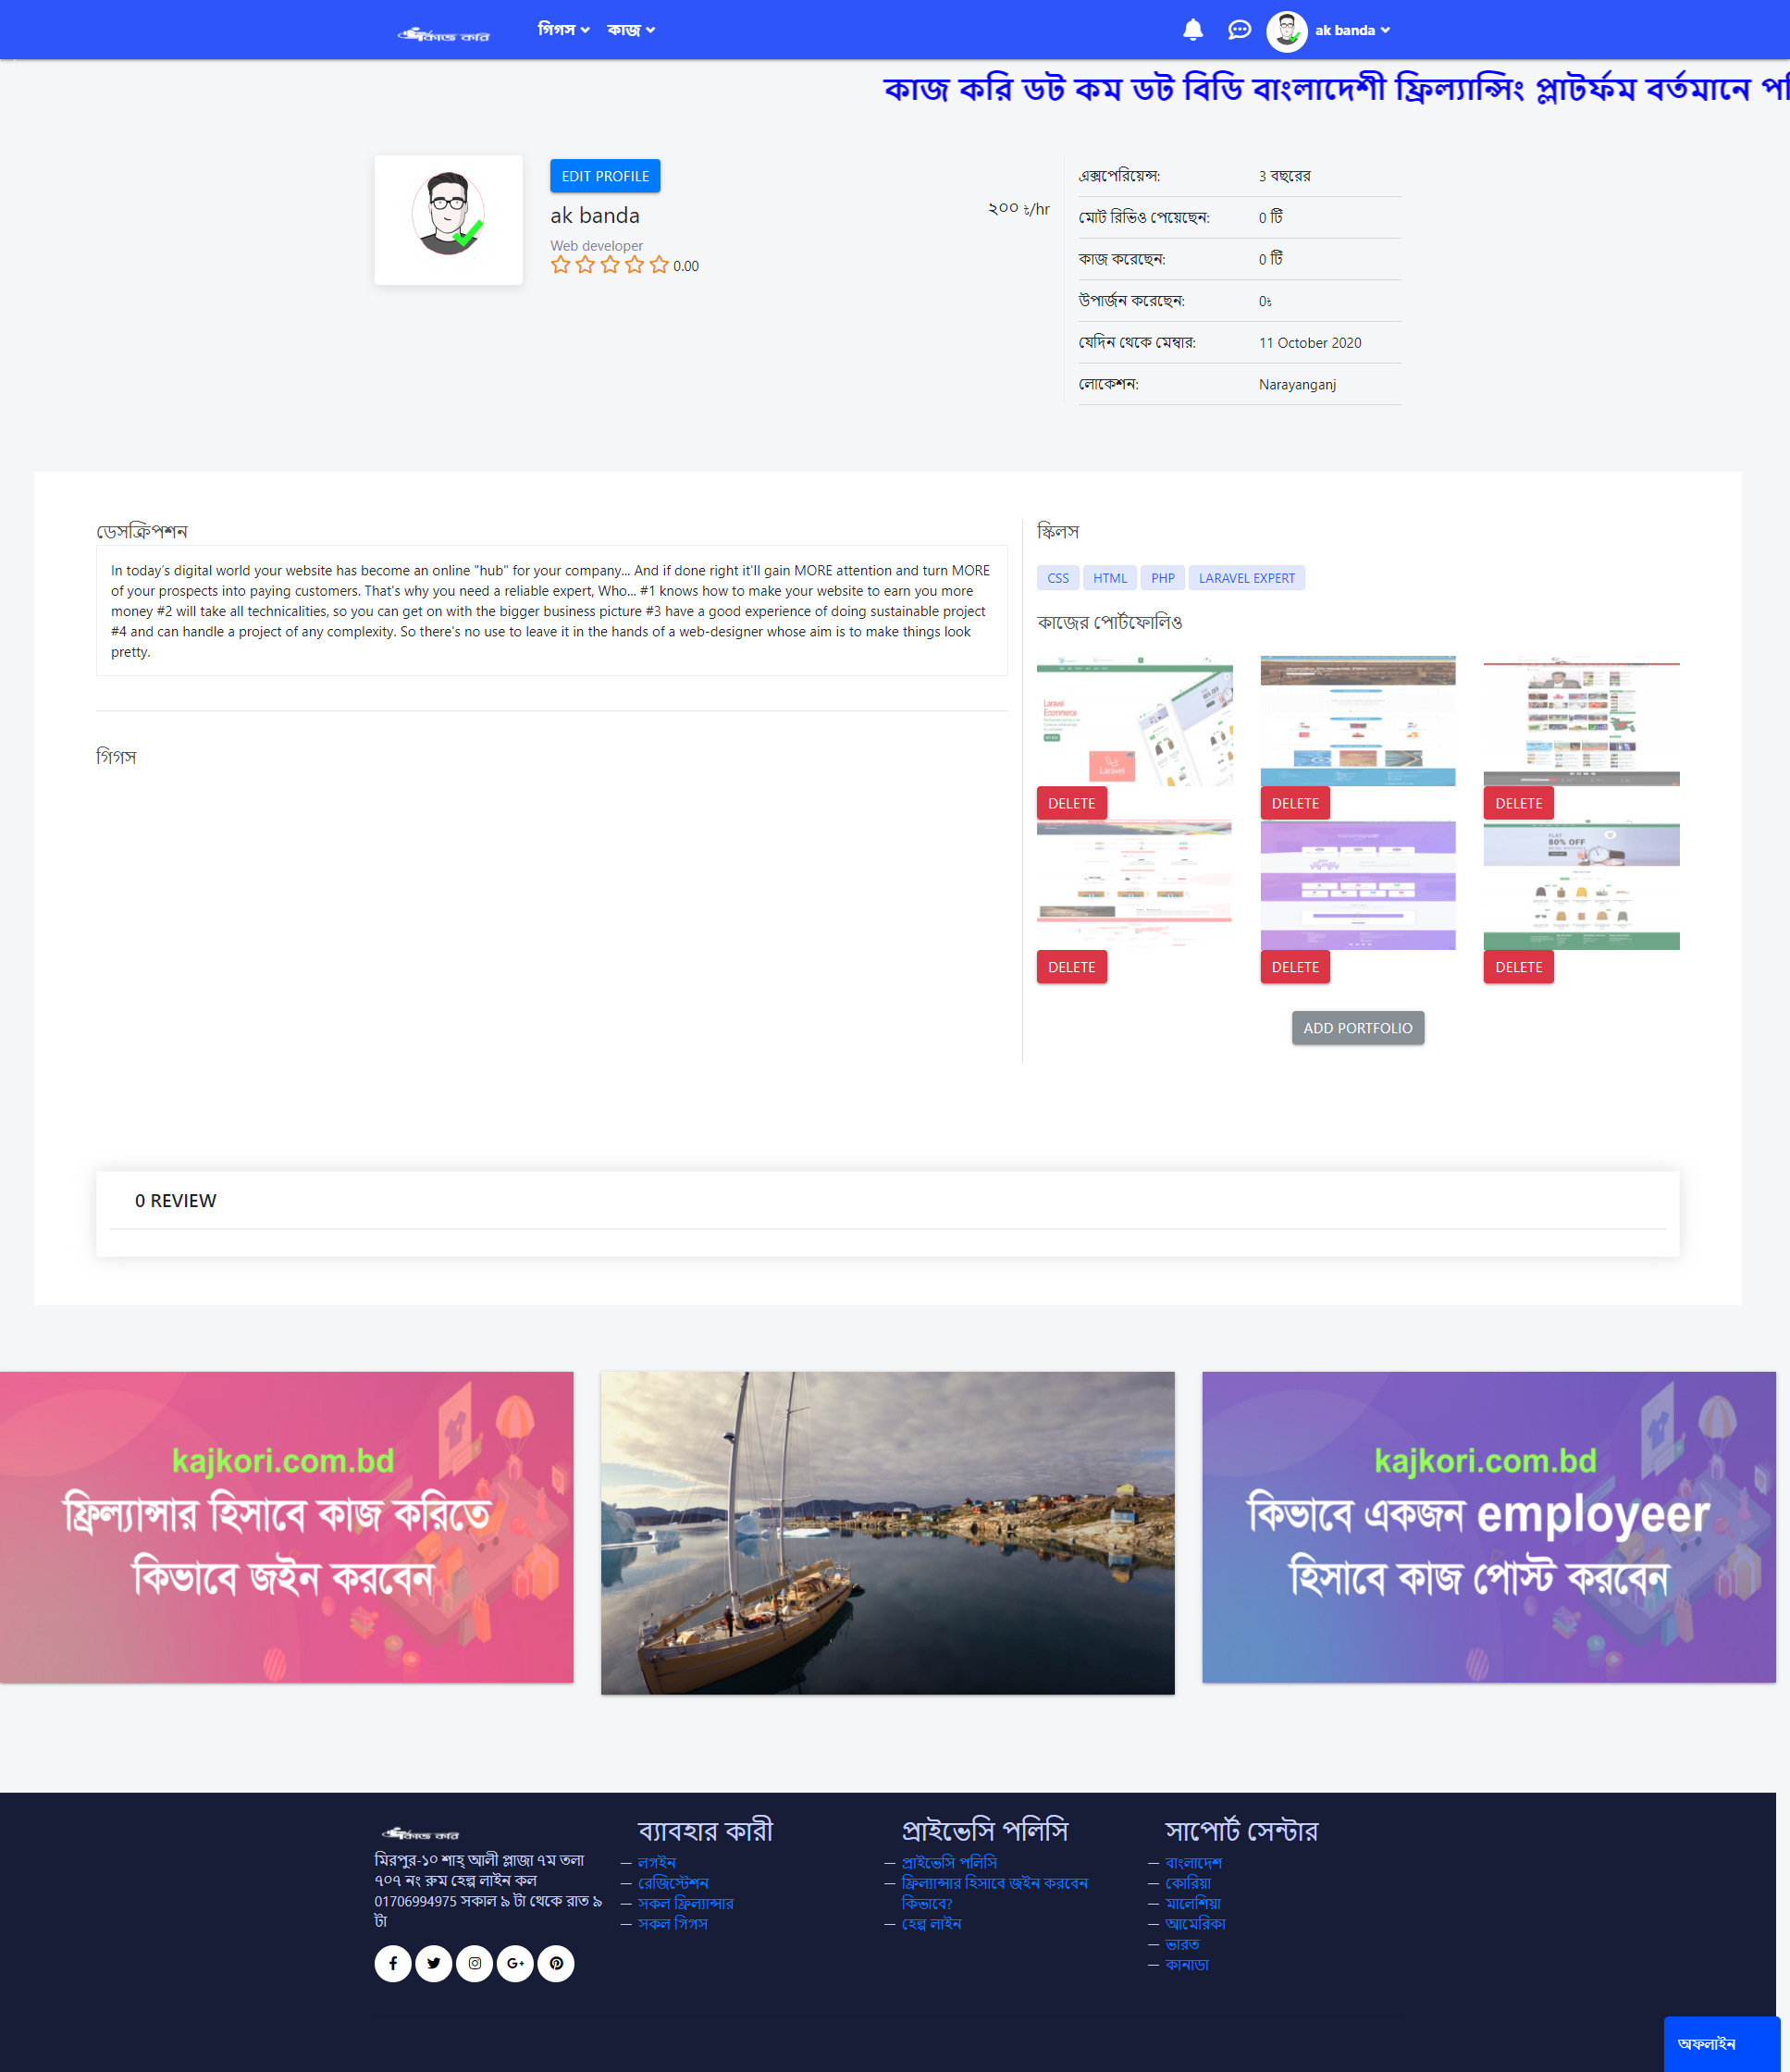 কাজ করি
গিগস
কাজ
ak banda
কাজ করি ডট কম ডট বিডি বাংলাদেশী ফ্রিল্যান্সিং প্লাটর্ফম বর্তমানে
EDIT PROFILE
ak banda
২০০ ৳/hr
Web developer
0.00
এক্সপেরিয়েন্স: 3 বছরের
মোট রিভিও পেয়েছেন: 0 টি
কাজ করেছেন: 0 টি
উপার্জন করেছেন: 0৳
যেদিন থেকে মেম্বার: 11 October 2020
লোকেশন: Narayanganj
ডেসক্রিপশন
In today's digital world your website has become an online "hub" for your company... And if done right it'll gain MORE attention and turn MORE
of your prospects into paying customers. That's why you need a reliable expert, Who... #1 knows how to make your website to earn you more
money #2 will take all technicalities, so you can get on with the bigger business picture #3 have a good experience of doing sustainable project
#4 and can handle a project of any complexity. So there's no use to leave it in the hands of a web-designer whose aim is to make things look
pretty.
গিগস
স্কিলস
CSS HTML PHP LARAVEL EXPERT
কাজের পোর্টফোলিও
Laravel
Ecommerce
Laravel
DELETE
DELETE
DELETE
FLAT
80% OFF
DELETE
DELETE
DELETE
ADD PORTFOLIO
0 REVIEW
kajkori.com.bd
ফ্রিল্যান্সার হিসাবে কাজ করিতে
কিভাবে জইন করবেন
kajkori.com.bd
কিভাবে একজন employeer
হিসাবে কাজ পোস্ট করবেন
কাজ করি
মিরপুর-১০ শাহ্ আলী প্লাজা ৭ম তলা
৭০৭ নং রুম হেল্প লাইন কল
01706994975 সকাল ৯ টা থেকে রাত ৯
টা
ব্যাবহার কারী
লগইন
রেজিস্টেশন
সকল ফ্রিল্যান্সার
সকল গিগস
প্রাইভেসি পলিসি
প্রাইভেসি পলিসি
ফ্রিল্যান্সার হিসাবে জইন করবেন
কিভাবে?
হেল্প লাইন
সাপোর্ট সেন্টার
বাংলাদেশ
কোরিয়া
মালেশিয়া
আমেরিকা
ভারত
কানাডা
অফলাইন